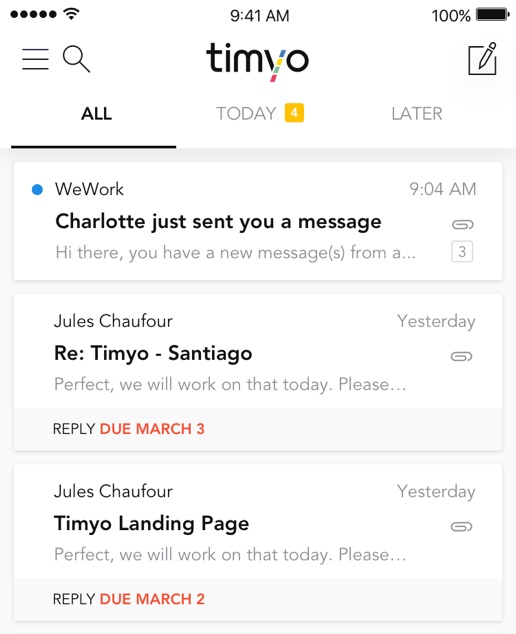 9:41 AM
100%
timyo
ALL
TODAY 4
LATER
WeWork
9:04 AM
Charlotte just sent you a message
Hi there, you have a new message(s) from a...
3
Jules Chaufour
Yesterday
Re: Timyo - Santiago
Perfect, we will work on that today. Please...
REPLY DUE MARCH 3
Jules Chaufour
Yesterday
Timyo Landing Page
Perfect, we will work on that today. Please...
REPLY DUE MARCH 2